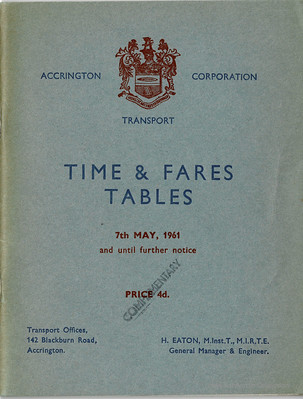 ACCRINGTON CORPORATION
TRANSPORT
TIME & FARES
TABLES
7th MAY, 1961
and until further notice
COMPLIMENTARY
PRICE 4d.
Transport Offices,
142 Blackburn Road,
Accrington.
H. EATON, M.Inst.T., M.I.R.T.E.
General Manager & Engineer.